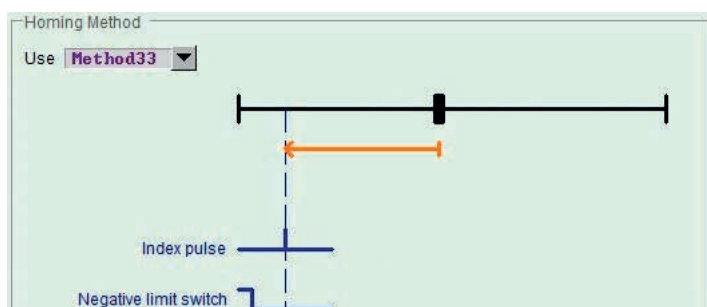 Homing Method
Use Method33
Index pulse
Negative limit switch